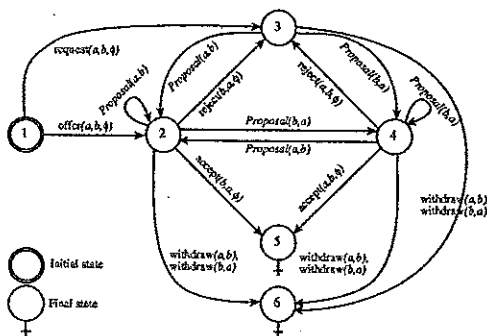 3
request(a,b,ϕ)
Proposal(a,b)
Proposal(b,a)
Proposal(a,b)
reject(b,a,ϕ)
reject(a,b,ϕ)
Proposal(b,a)
1
offer(a,b,ϕ)
2
Proposal(b,a)
Proposal(a,b)
4
accept(b,a,ϕ)
accept(a,b,ϕ)
withdraw(a,b)
withdraw(b,a)
5
withdraw(a,b),
withdraw(b,a)
withdraw(a,b),
withdraw(b,a)
Initial state
6
Final state